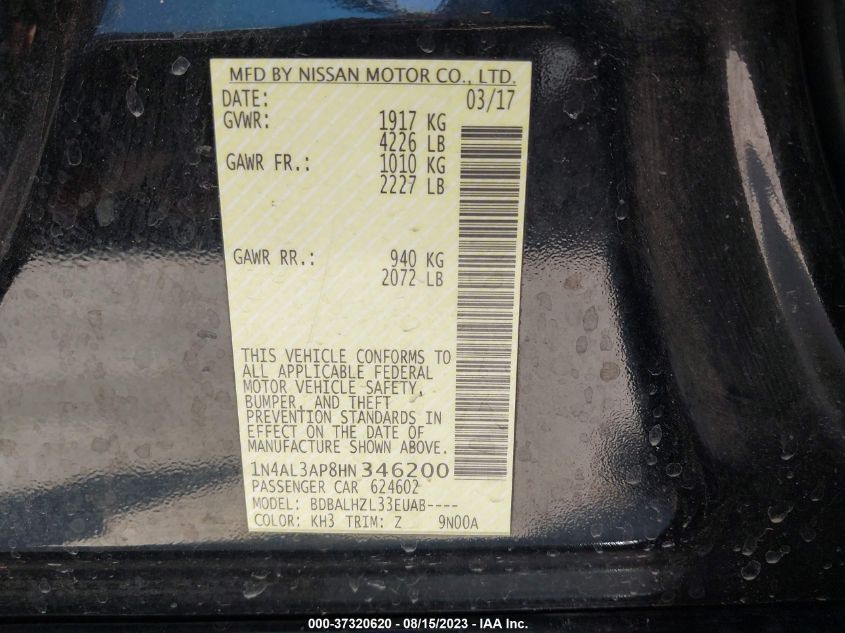 MFD BY NISSAN MOTOR CO., LTD.
DATE: 03/17
GVWR: 1917 KG
4226 LB
GAWR FR.: 1010 KG
2227 LB
GAWR RR.: 940 KG
2072 LB
THIS VEHICLE CONFORMS TO
ALL APPLICABLE FEDERAL
MOTOR VEHICLE SAFETY,
BUMPER, AND THEFT
PREVENTION STANDARDS IN
EFFECT ON THE DATE OF
MANUFACTURE SHOWN ABOVE.
1N4AL3AP8HN346200
PASSENGER CAR 624602
MODEL: BDBALHZL33EUAB----
COLOR: KH3 TRIM: Z 9N00A
000-37320620 - 08/15/2023 - IAA Inc.